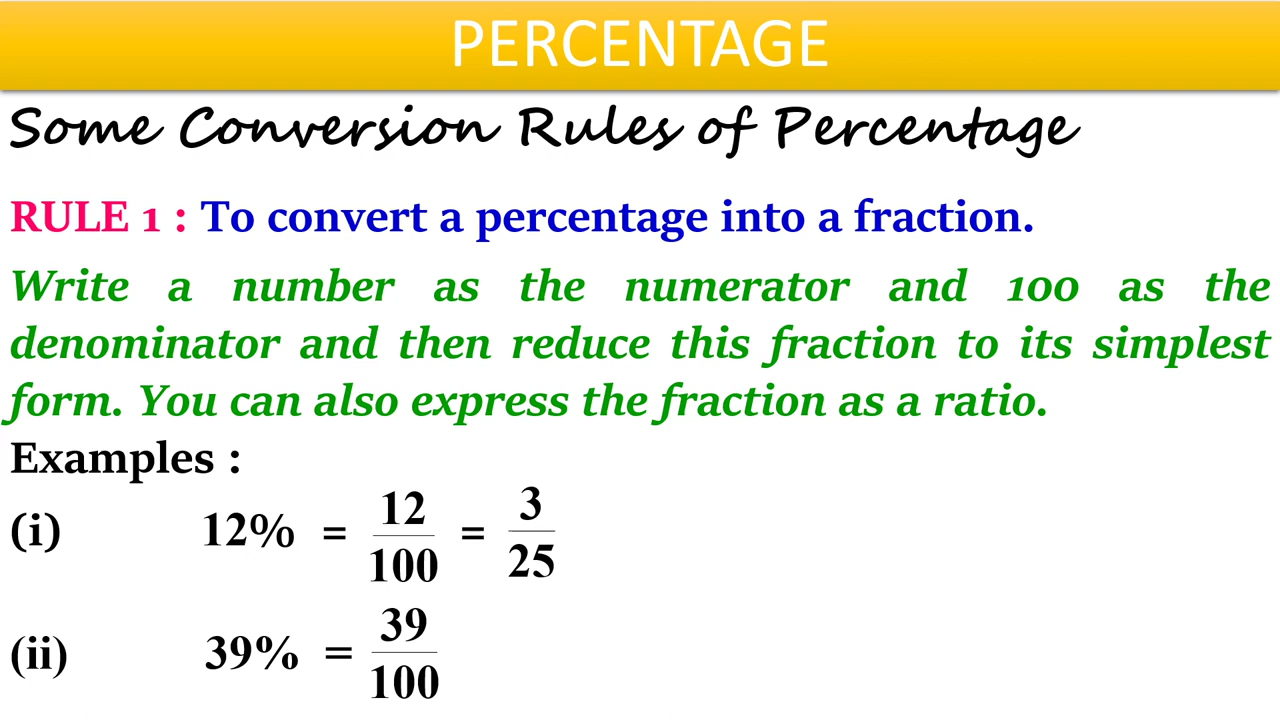 PERCENTAGE
Some Conversion Rules of Percentage
RULE 1 : To convert a percentage into a fraction.
Write a number as the numerator and 100 as the
denominator and then reduce this fraction to its simplest
form. You can also express the fraction as a ratio.
Examples :
(i) 12% = 12/100 = 3/25
(ii) 39% = 39/100